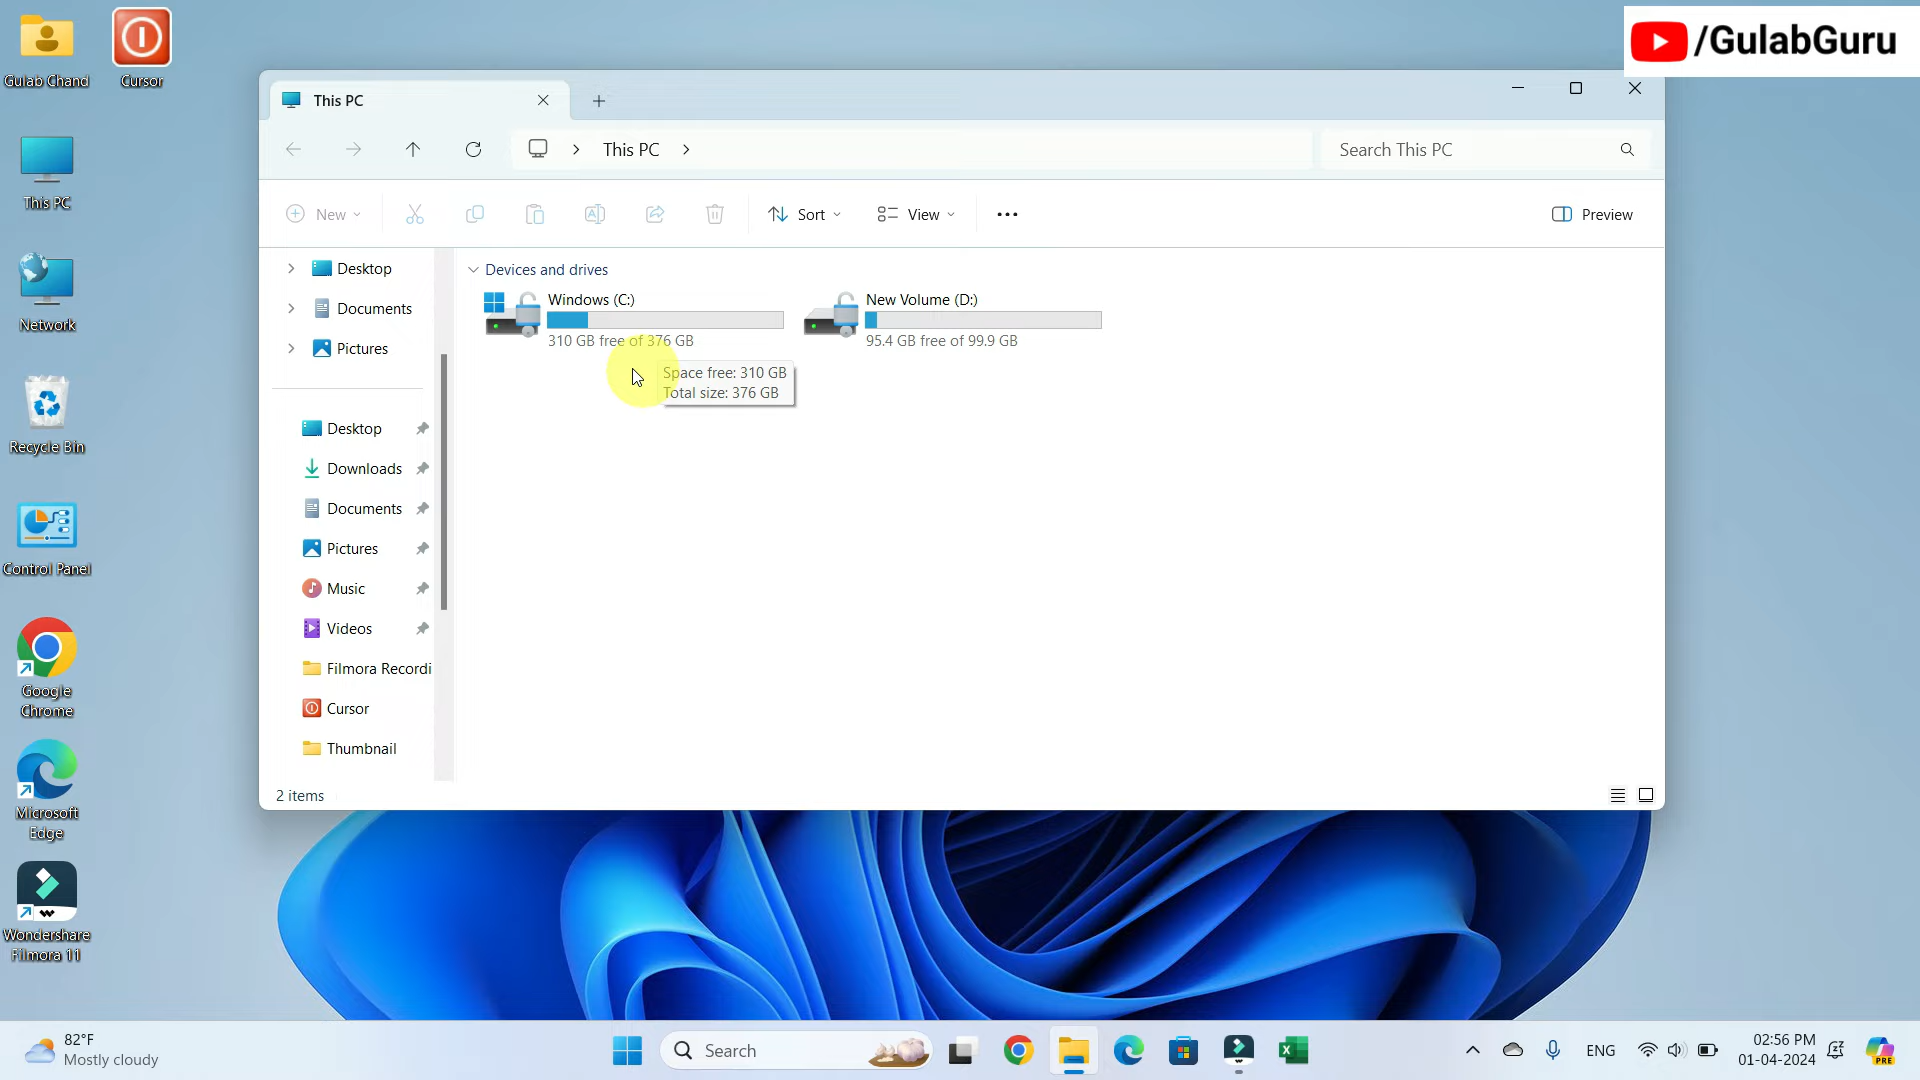 /GulabGuru
Gulab Chand
Cursor
This PC
Network
Recycle Bin
Control Panel
Google
Chrome
Microsoft
Edge
Wondershare
Filmora 11
This PC
This PC
Search This PC
New
Sort
View
Preview
Desktop
Documents
Pictures
Desktop
Downloads
Documents
Pictures
Music
Videos
Filmora Recordi
Cursor
Thumbnail
Devices and drives
Windows (C:)
310 GB free of 376 GB
New Volume (D:)
95.4 GB free of 99.9 GB
Space free: 310 GB
Total size: 376 GB
2 items
82°F
Mostly cloudy
Search
ENG
02:56 PM
01-04-2024
PRE